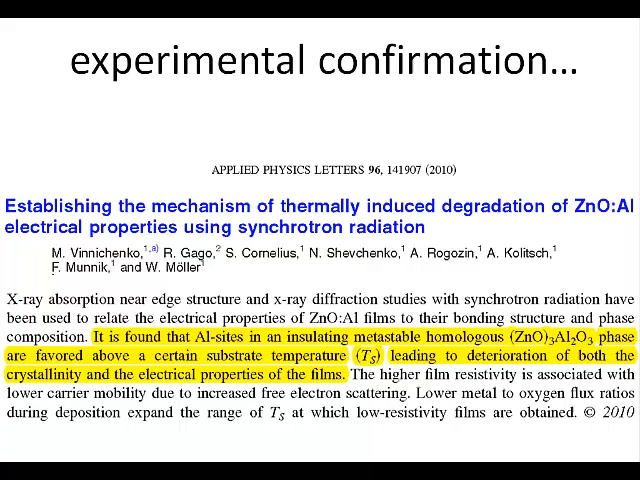 experimental confirmation...
APPLIED PHYSICS LETTERS 96, 141907 (2010)
Establishing the mechanism of thermally induced degradation of ZnO:Al
electrical properties using synchrotron radiation
M. Vinnichenko,1,a) R. Gago,2 S. Cornelius,1 N. Shevchenko,1 A. Rogozin,1 A. Kolitsch,1
F. Munnik,1 and W. Möller1
X-ray absorption near edge structure and x-ray diffraction studies with synchrotron radiation have
been used to relate the electrical properties of ZnO:Al films to their bonding structure and phase
composition. It is found that Al-sites in an insulating metastable homologous (ZnO)3Al2O3 phase
are favored above a certain substrate temperature (TS) leading to deterioration of both the
crystallinity and the electrical properties of the films. The higher film resistivity is associated with
lower carrier mobility due to increased free electron scattering. Lower metal to oxygen flux ratios
during deposition expand the range of TS at which low-resistivity films are obtained. © 2010